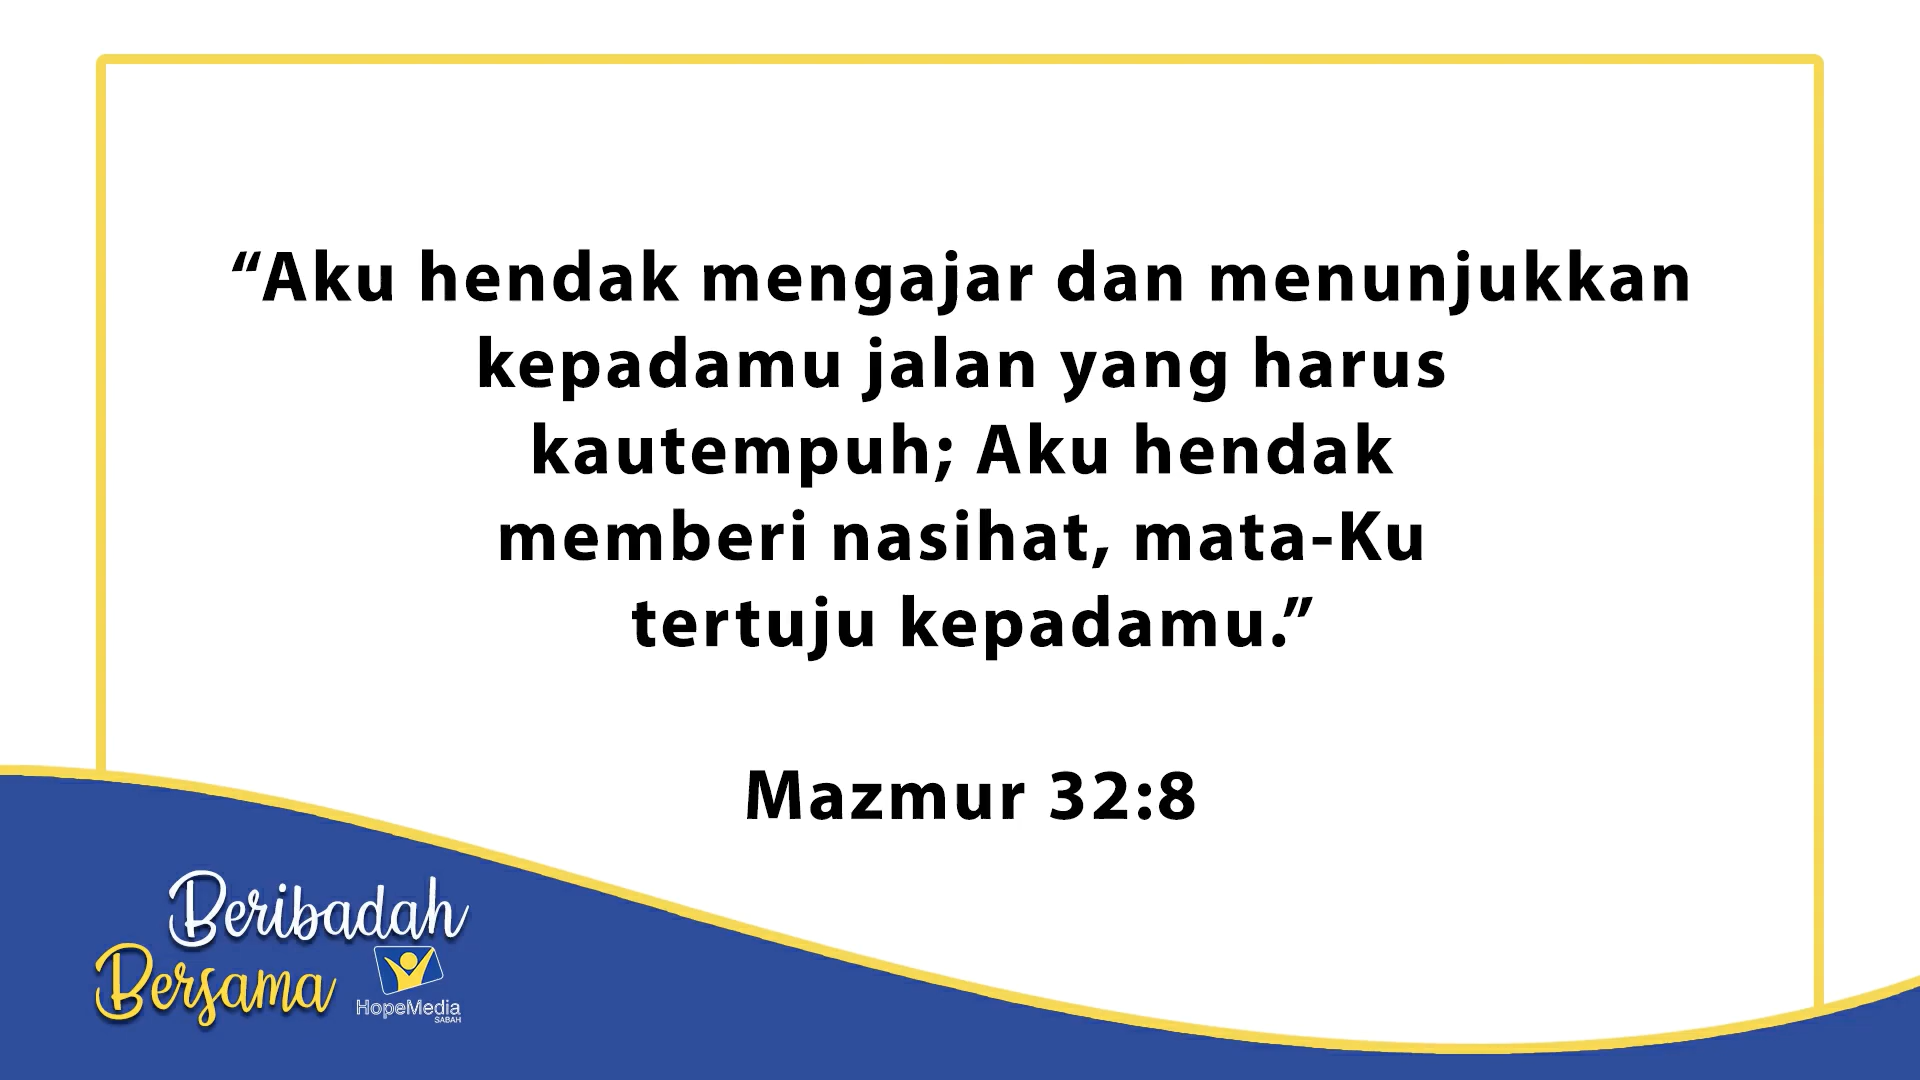 “Aku hendak mengajar dan menunjukkan
kepadamu jalan yang harus
kautempuh; Aku hendak
memberi nasihat, mata-Ku
tertuju kepadamu.”
Mazmur 32:8
Beribadah
Bersama
HopeMedia
SABAH